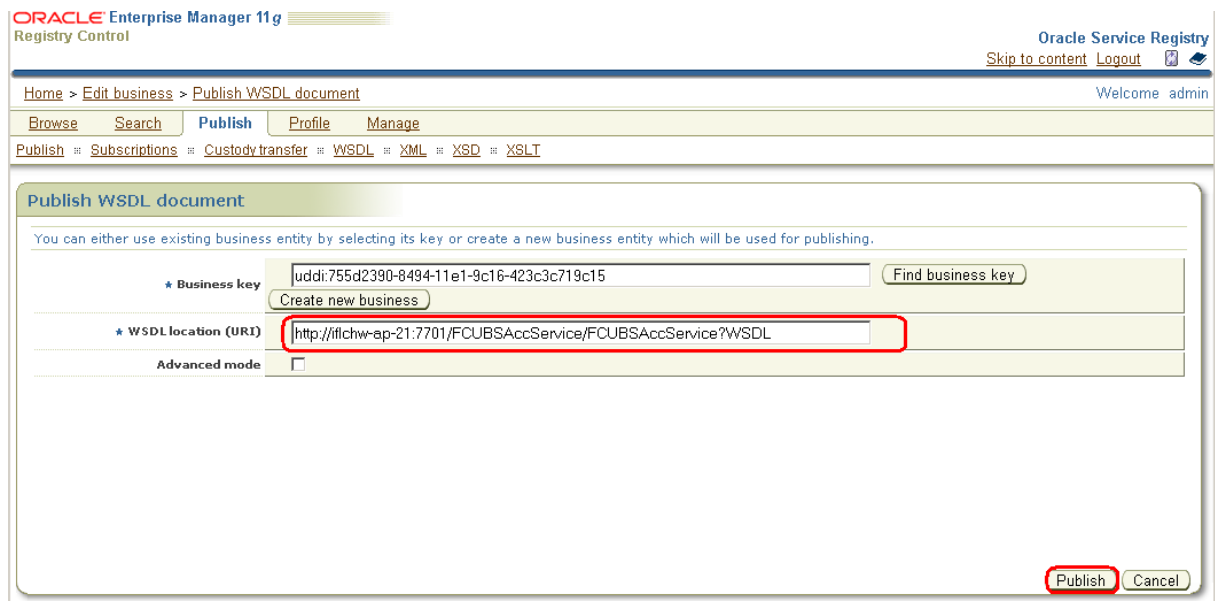 ORACLE Enterprise Manager 11g
Registry Control
Oracle Service Registry
Skip to content Logout
Home > Edit business > Publish WSDL document
Welcome admin
Browse Search Publish Profile Manage
Publish Subscriptions Custody transfer WSDL XML XSD XSLT
Publish WSDL document
You can either use existing business entity by selecting its key or create a new business entity which will be used for publishing.
* Business key uddi:755d2390-8494-11e1-9c16-423c3c719c15 Find business key
Create new business
* WSDL location (URI) http://iflchw-ap-21:7701/FCUBSAccService/FCUBSAccService?WSDL
Advanced mode
Publish Cancel